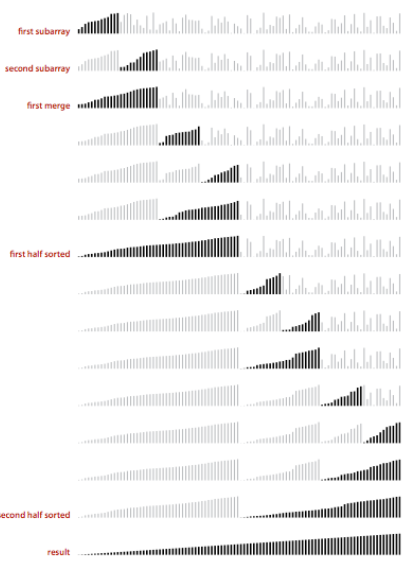 first subarray
second subarray
first merge
first half sorted
second half sorted
result